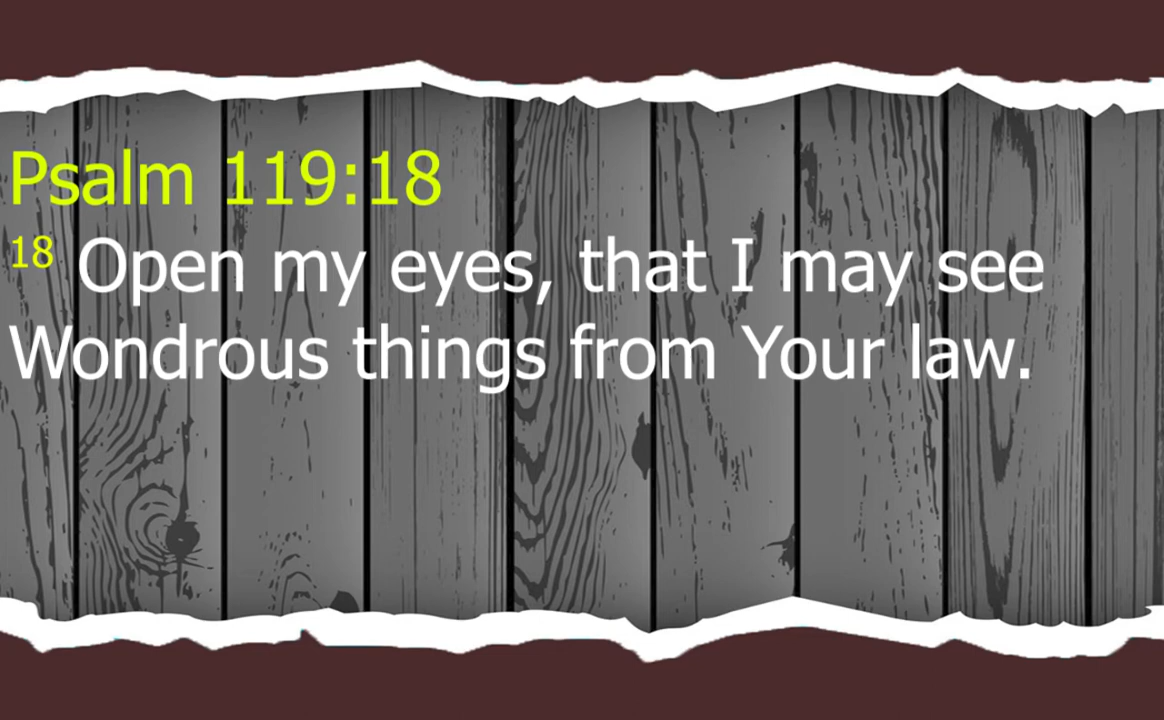 Psalm 119:18
18 Open my eyes, that I may see
Wondrous things from Your law.